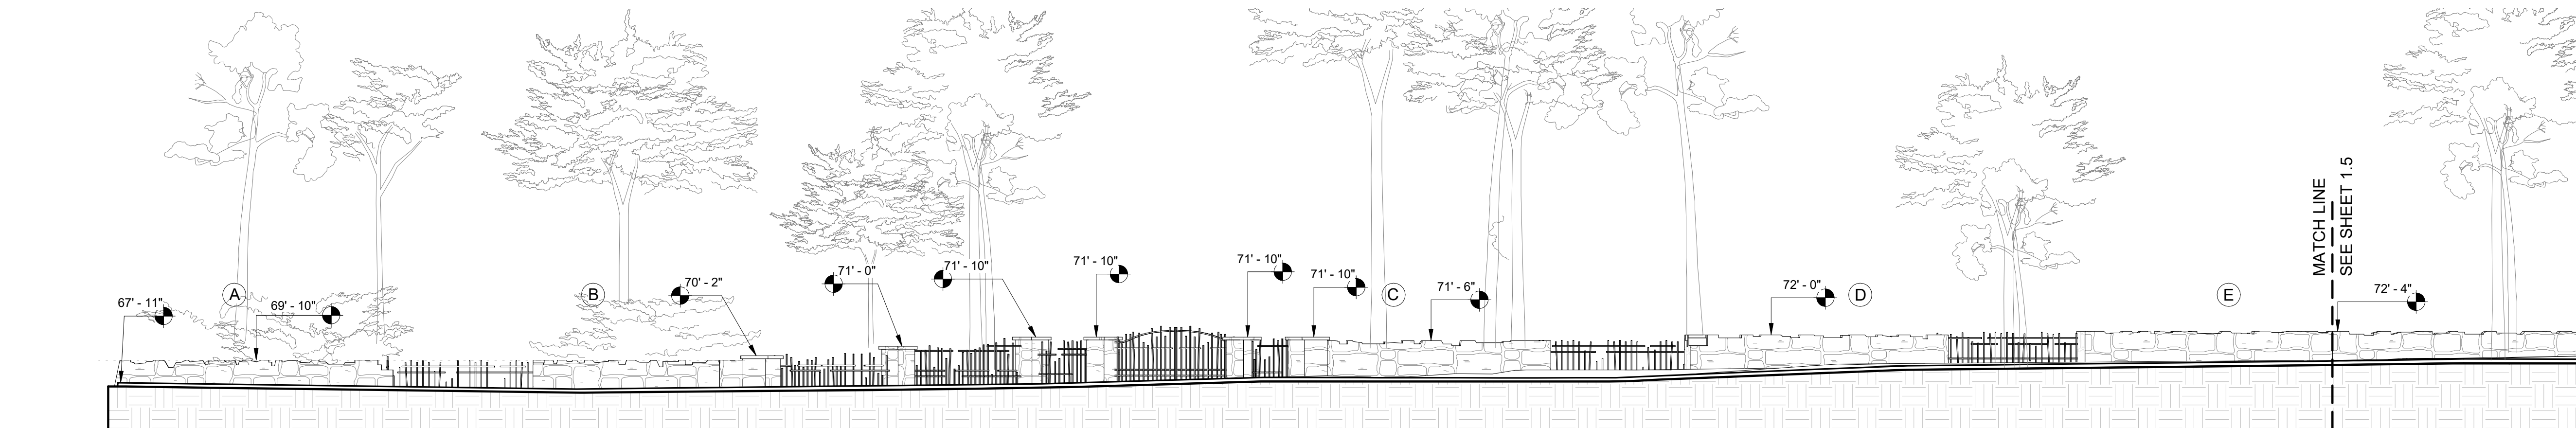 67' - 11"
A
69' - 10"
B
70' - 2"
71' - 0"
71' - 10"
71' - 10"
71' - 10"
71' - 10"
C
71' - 6"
72' - 0"
D
E
MATCH LINE
SEE SHEET 1.5
72' - 4"